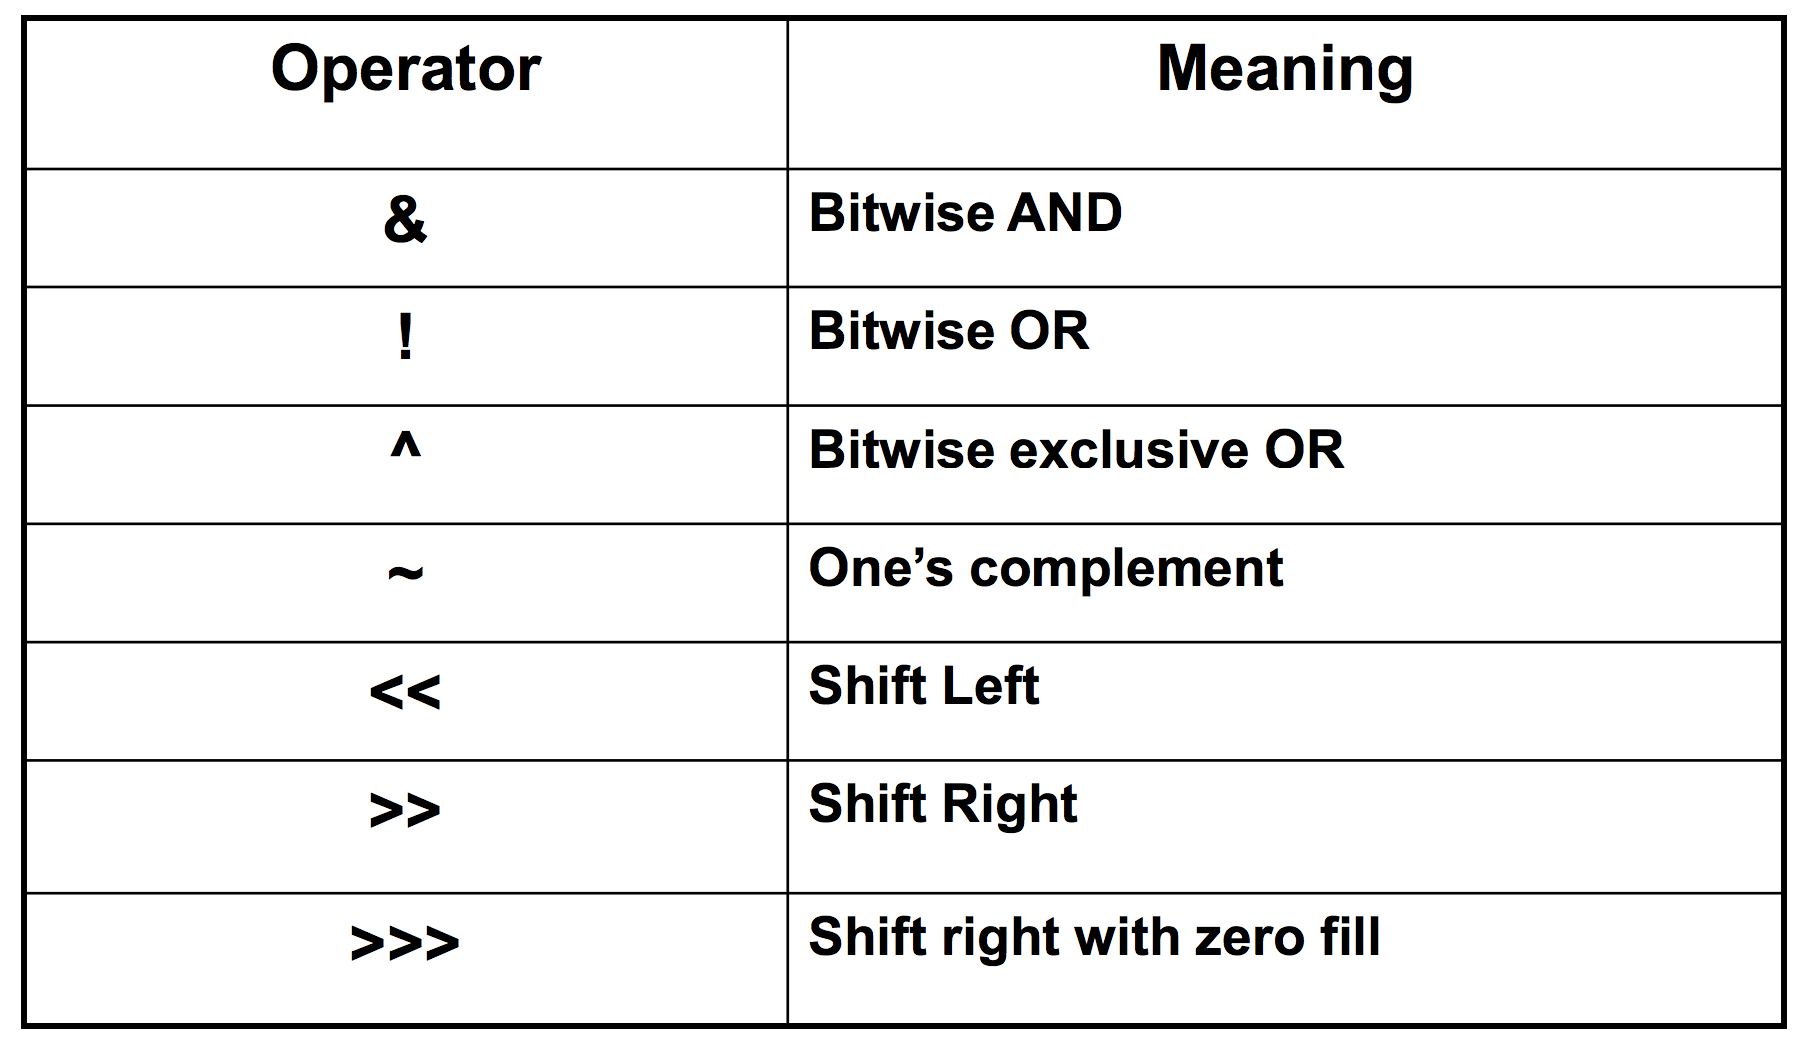 Operator Meaning
& Bitwise AND
! Bitwise OR
^ Bitwise exclusive OR
~ One’s complement
<< Shift Left
>> Shift Right
>>> Shift right with zero fill